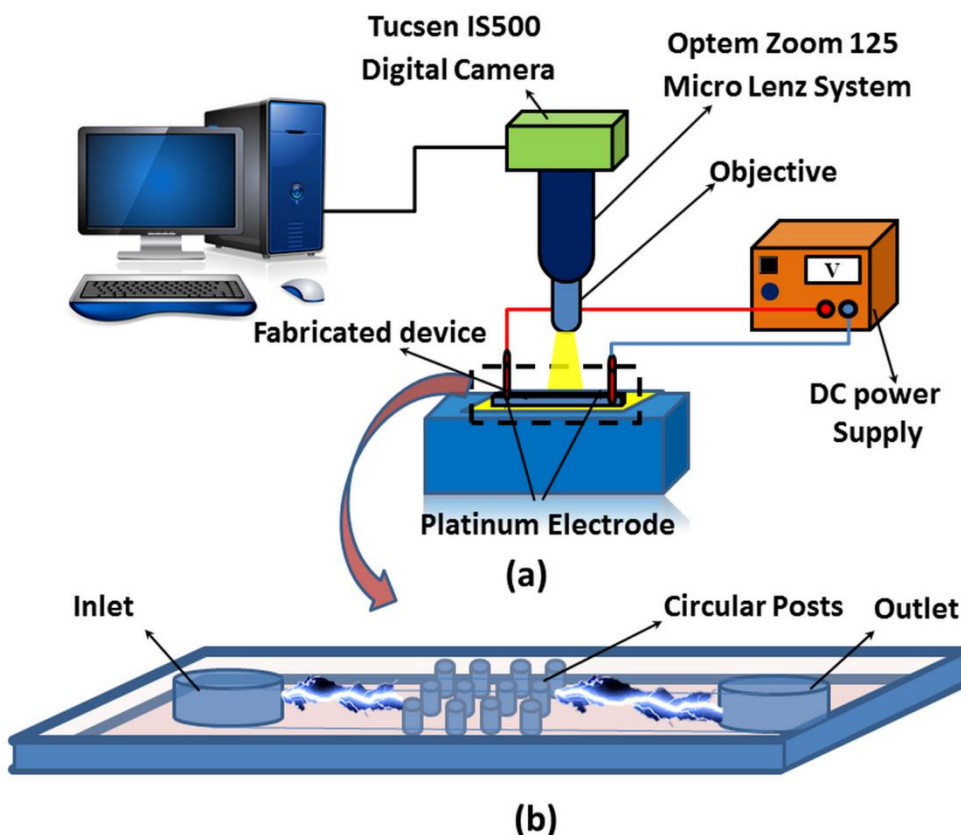 Tucsen IS500
Digital Camera
Optem Zoom 125
Micro Lenz System
Objective
V
Fabricated device
DC power
Supply
Platinum Electrode
(a)
Inlet
Circular Posts
Outlet
(b)